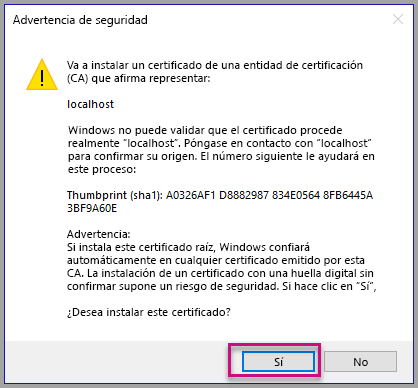 Advertencia de seguridad
Va a instalar un certificado de una entidad de certificación
(CA) que afirma representar:
localhost
Windows no puede validar que el certificado procede
realmente “localhost”. Póngase en contacto con “localhost”
para confirmar su origen. El número siguiente le ayudará en
este proceso:
Thumbprint (sha1): A0326AF1 D8882987 834E0564 8FB6445A
3BF9A60E
Advertencia:
Si instala este certificado raíz, Windows confiará
automáticamente en cualquier certificado emitido por esta
CA. La instalación de un certificado con una huella digital sin
confirmar supone un riesgo de seguridad. Si hace clic en “Sí”,
¿Desea instalar este certificado?
Sí
No